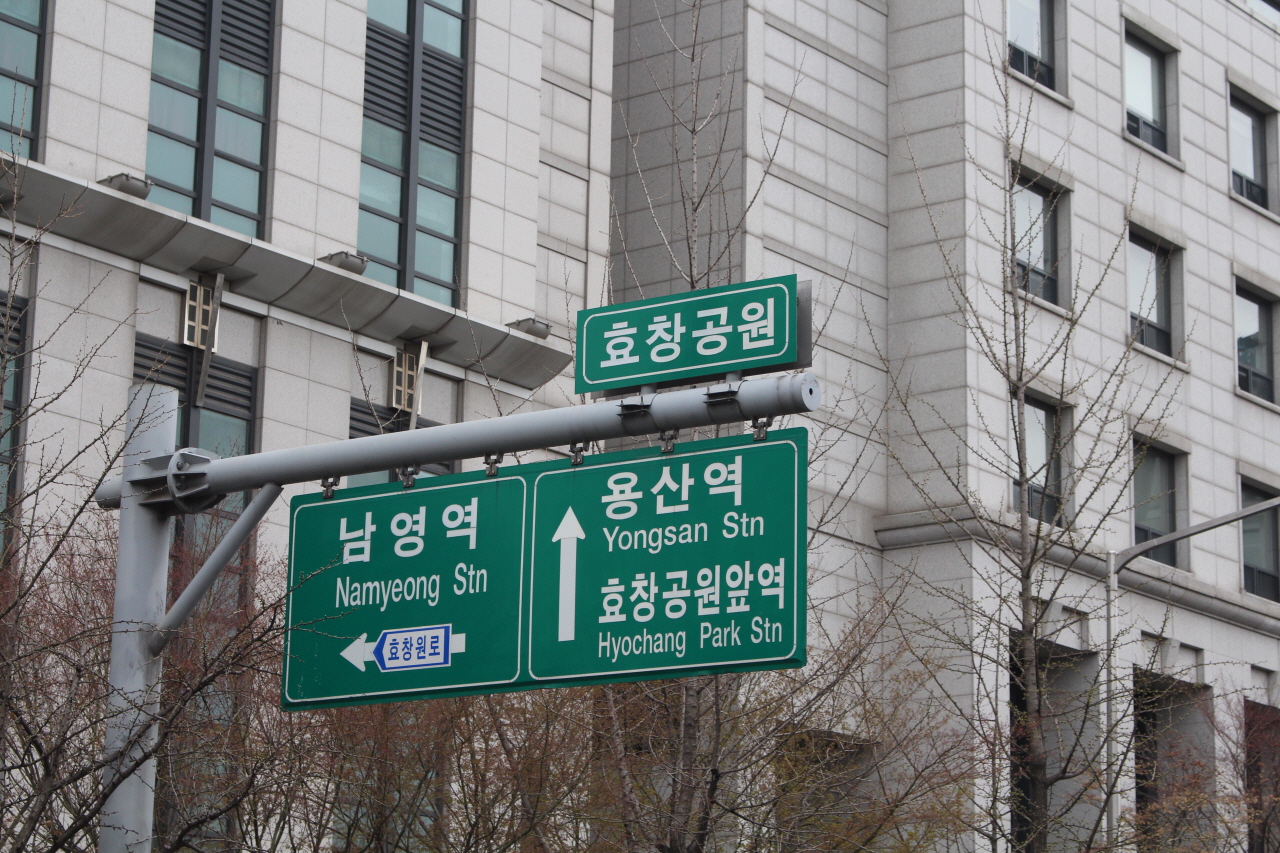 효창공원
남영역
Namyeong Stn
효창원로
용산역
Yongsan Stn
효창공원앞역
Hyochang Park Stn